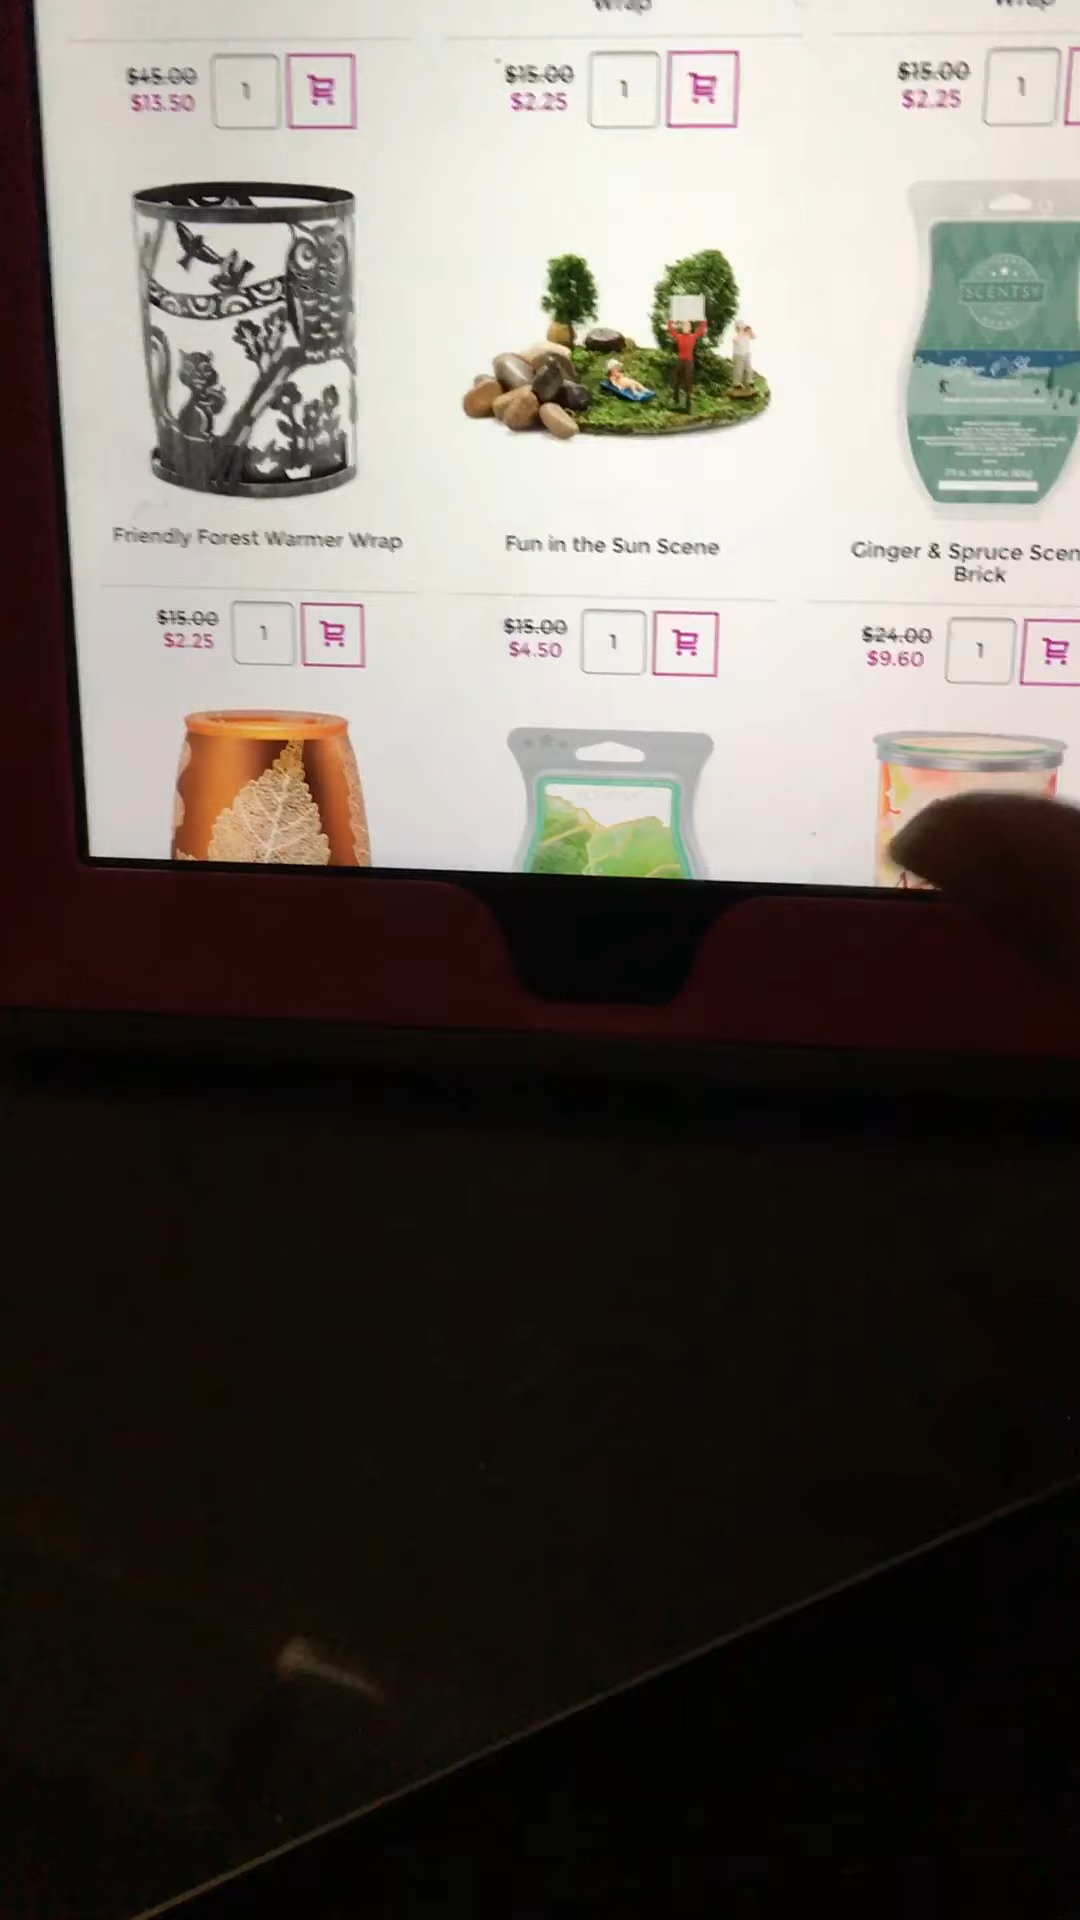 Wrap
Wrap
$45.00
$13.50
1
$15.00
$2.25
1
$15.00
$2.25
1
SCENTSY
Friendly Forest Warmer Wrap
Fun in the Sun Scene
Ginger & Spruce Scen
Brick
$15.00
$2.25
1
$15.00
$4.50
1
$24.00
$9.60
1